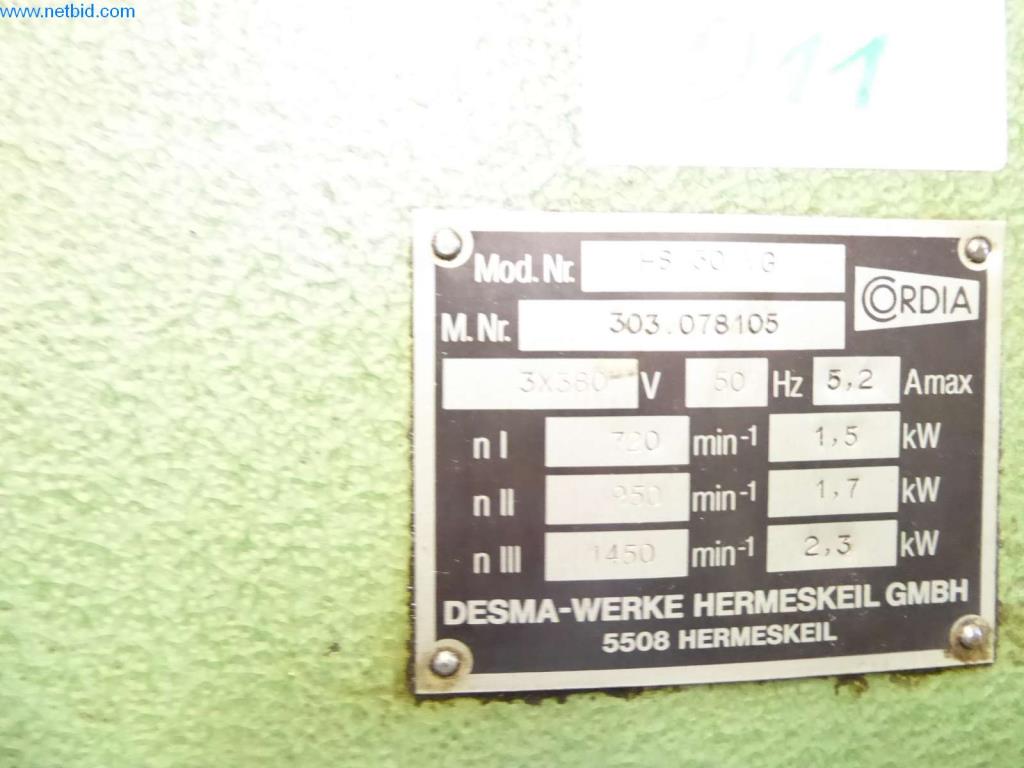 www.netbid.com
11
Mod. Nr. 30 G
CORDIA
M. Nr. 303.078105
3X380 V 50 Hz 5,2 Amax
n I 720 min-1 1,5 kW
n II 950 min-1 1,7 kW
n III 1450 min-1 2,3 kW
DESMA-WERKE HERMESKEIL GMBH
5508 HERMESKEIL